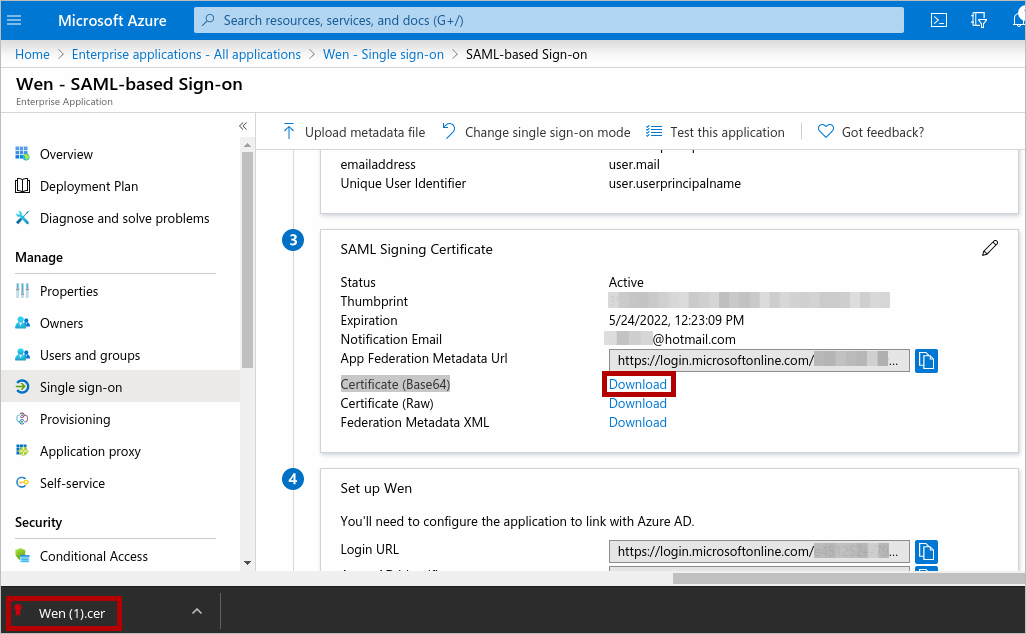 Microsoft Azure
Search resources, services, and docs (G+/)
Home > Enterprise applications - All applications > Wen - Single sign-on > SAML-based Sign-on
Wen - SAML-based Sign-on
Enterprise Application
«
Upload metadata file Change single sign-on mode Test this application Got feedback?
Overview
Deployment Plan
Diagnose and solve problems
Manage
Properties
Owners
Users and groups
Single sign-on
Provisioning
Application proxy
Self-service
Security
Conditional Access
emailaddress user.mail
Unique User Identifier user.userprincipalname
3
SAML Signing Certificate
Status Active
Thumbprint
Expiration 5/24/2022, 12:23:09 PM
Notification Email @hotmail.com
App Federation Metadata Url https://login.microsoftonline.com/ ...
Certificate (Base64) Download
Certificate (Raw) Download
Federation Metadata XML Download
4
Set up Wen
You'll need to configure the application to link with Azure AD.
Login URL https://login.microsoftonline.com/ ...
Wen (1).cer